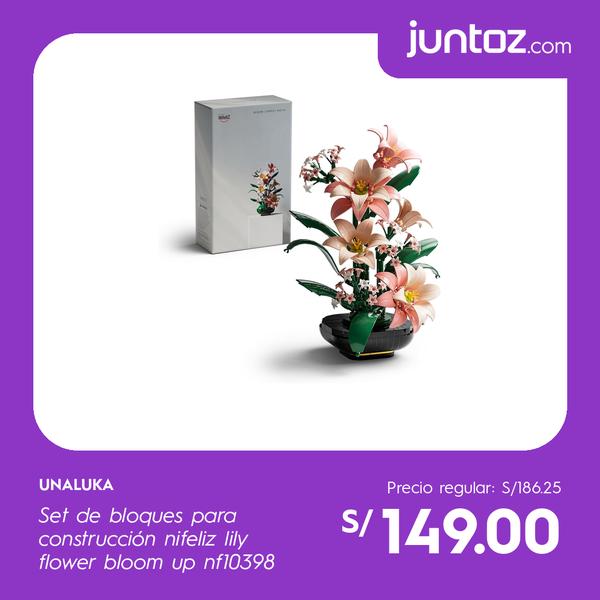 juntoz.com
UNALUKA
Set de bloques para
construcción nifeliz lily
flower bloom up nf10398
Precio regular: S/186.25
S/149.00